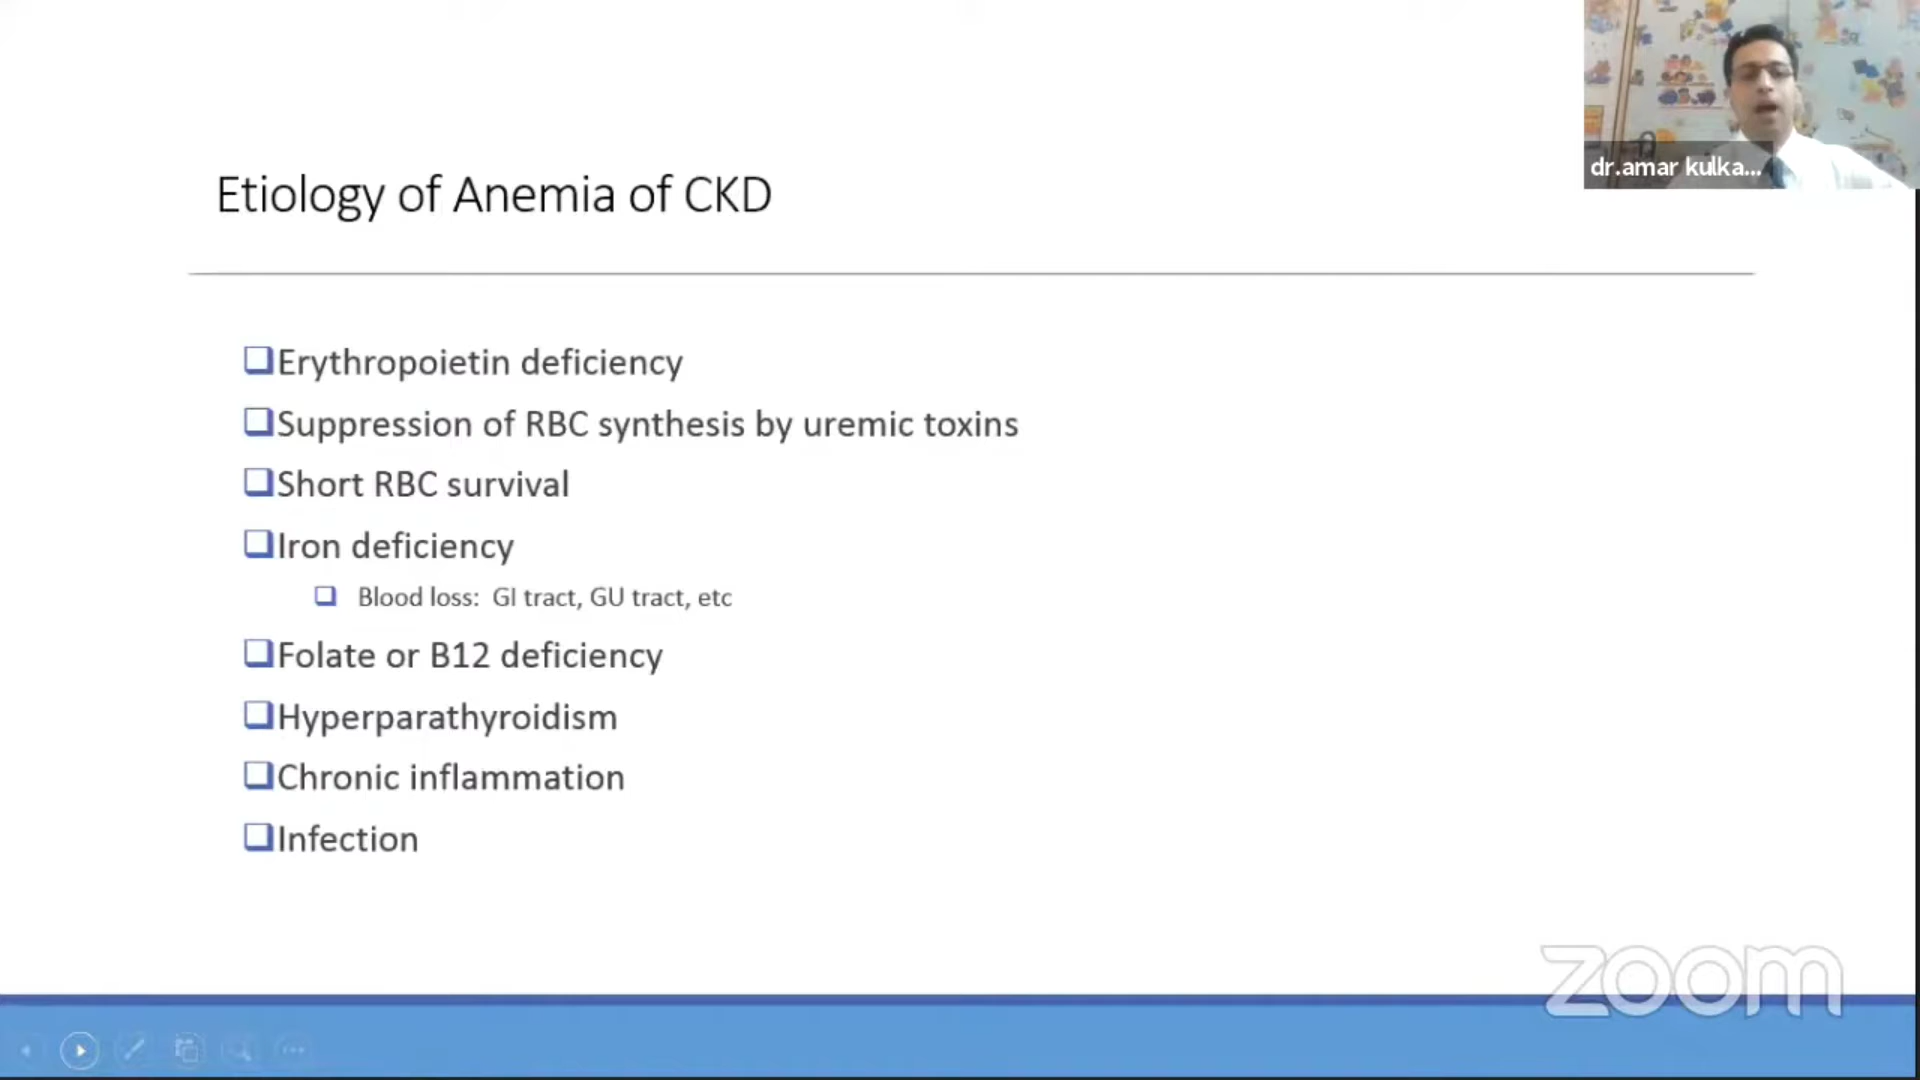 dr.amar kulka...
Etiology of Anemia of CKD
Erythropoietin deficiency
Suppression of RBC synthesis by uremic toxins
Short RBC survival
Iron deficiency
Blood loss: GI tract, GU tract, etc
Folate or B12 deficiency
Hyperparathyroidism
Chronic inflammation
Infection
zoom